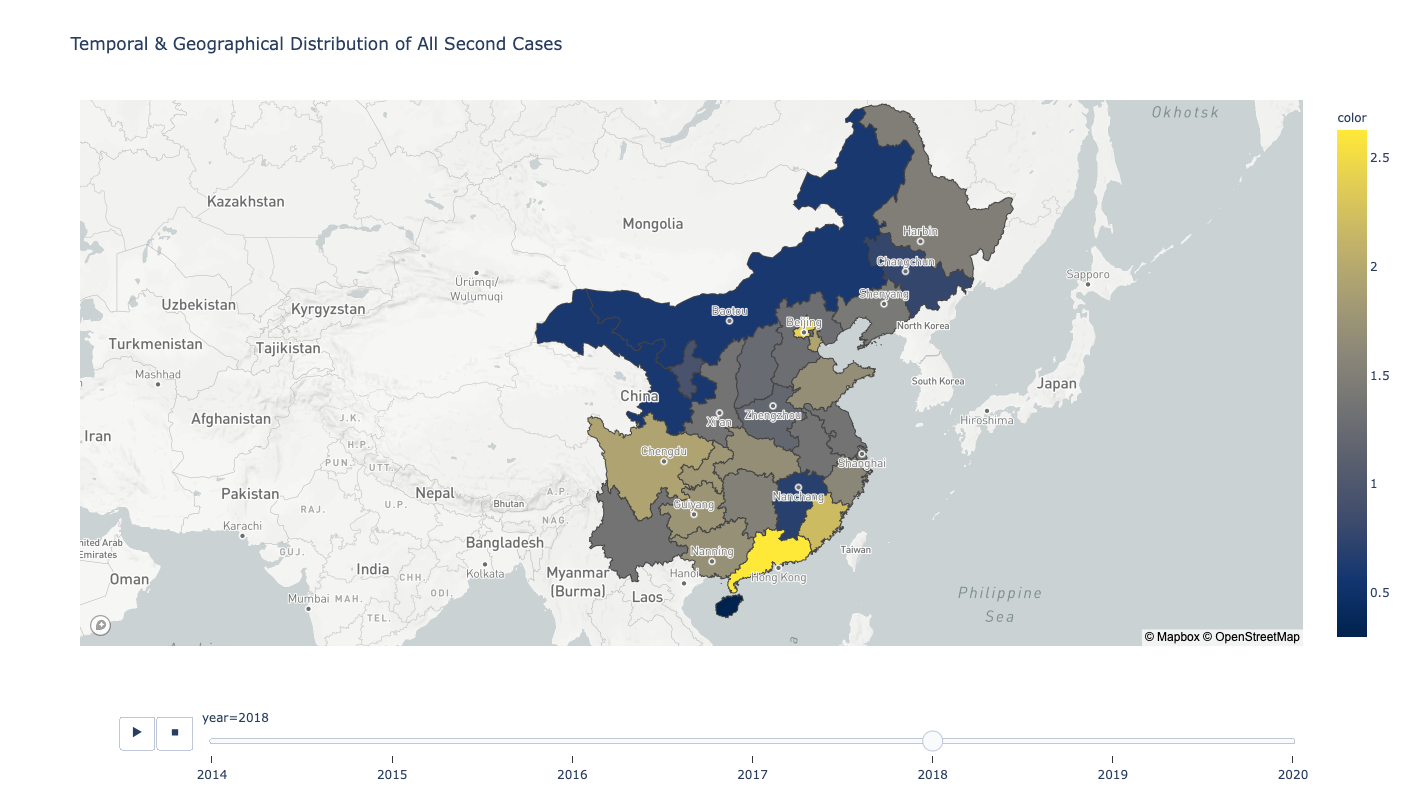 Temporal & Geographical Distribution of All Second Cases
color
2.5
2
1.5
1
0.5
Okhotsk
Kazakhstan
Mongolia
Harbin
Changchun
Sapporo
Ürümqi/
Wulumuqi
Shenyang
Uzbekistan
Kyrgyzstan
Baotou
Beijing
North Korea
Turkmenistan
Tajikistan
Mashhad
South Korea
Japan
China
Afghanistan
J.K.
Xi'an
Zhengzhou
Hiroshima
Iran
H.P.
PUN.
UTT.
Chengdu
Shanghai
Pakistan
Nepal
A.P.
Nanchang
RAJ.
U.P.
Bhutan
Guiyang
NAG.
Karachi
Bangladesh
Nanning
Taiwan
nited Arab
Emirates
GUJ.
India
CHH.
Kolkata
Myanmar
(Burma)
Hanoi
Hong Kong
Oman
Mumbai
MAH.
ODI.
Laos
Philippine
Sea
TEL.
© Mapbox © OpenStreetMap
year=2018
2014
2015
2016
2017
2018
2019
2020